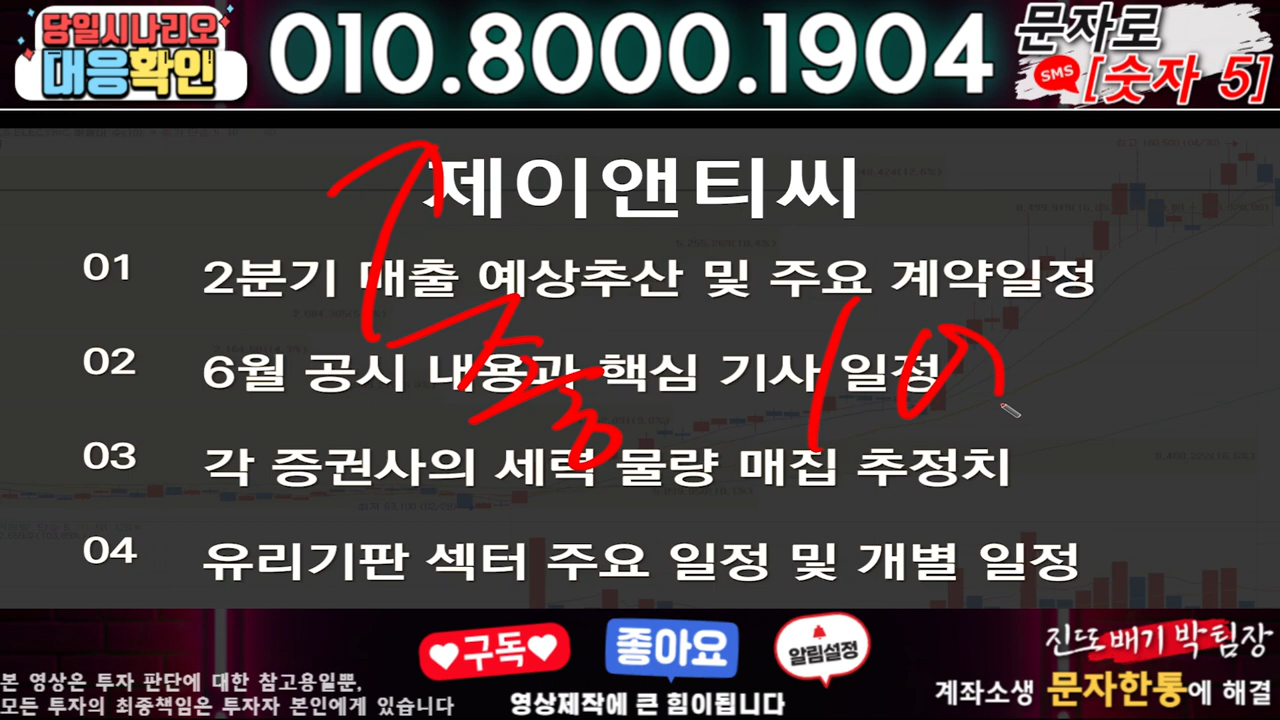 당일시나리오
대응확인
010.8000.1904
문자로
SMS [숫자 5]
제이앤티씨
01 2분기 매출 예상추산 및 주요 계약일정
02 6월 공시 내용과 핵심 기사 일정
03 각 증권사의 세력 물량 매집 추정치
04 유리기판 섹터 주요 일정 및 개별 일정
구독
좋아요
알림설정
영상제작에 큰 힘이됩니다
본 영상은 투자 판단에 대한 참고용일뿐,
모든 투자의 최종책임은 투자자 본인에게 있습니다
진또배기 박팀장
계좌소생 문자한통에 해결